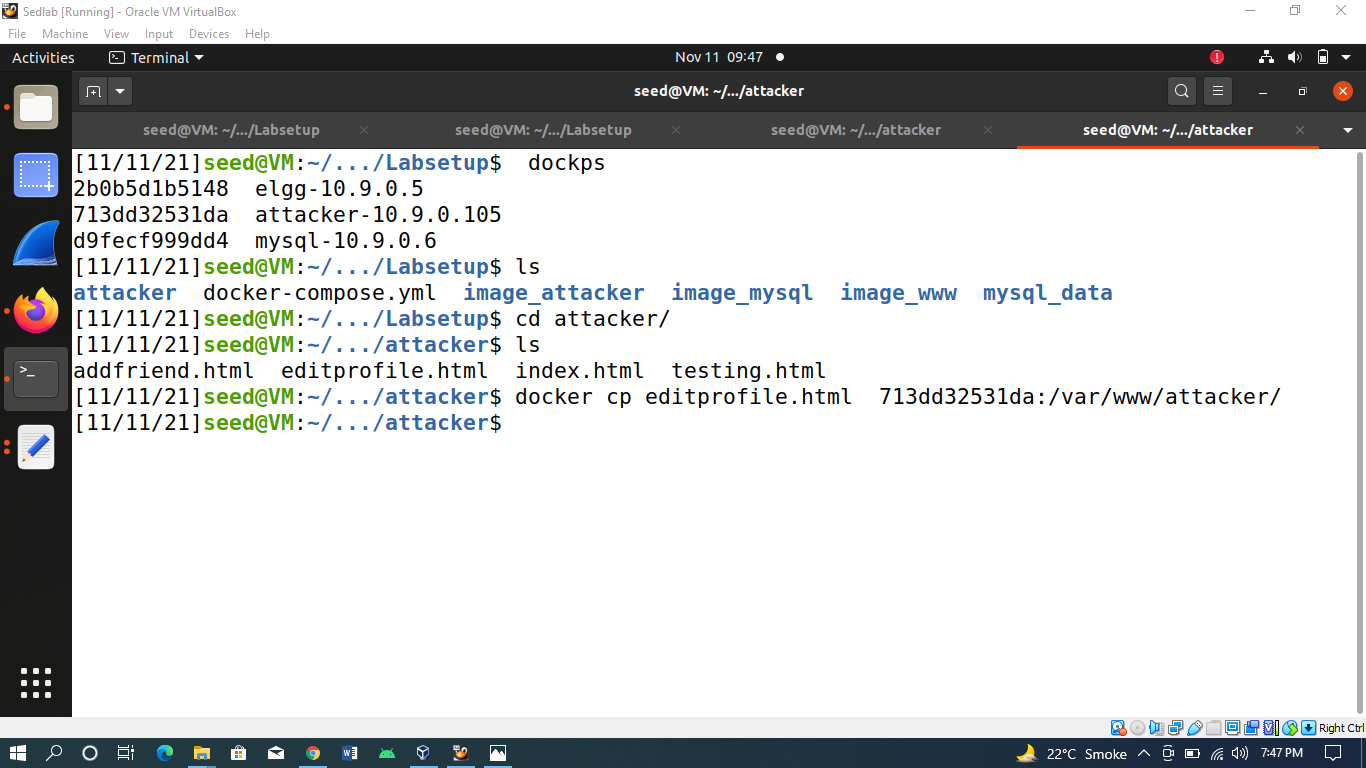 Sedlab [Running] - Oracle VM VirtualBox
File Machine View Input Devices Help
Activities Terminal Nov 11 09:47
seed@VM: ~/.../attacker
seed@VM: ~/.../Labsetup seed@VM: ~/.../Labsetup seed@VM: ~/.../attacker seed@VM: ~/.../attacker
[11/11/21]seed@VM:~/.../Labsetup$  dockps
2b0b5d1b5148  elgg-10.9.0.5
713dd32531da  attacker-10.9.0.105
d9fecf999dd4  mysql-10.9.0.6
[11/11/21]seed@VM:~/.../Labsetup$ ls
attacker  docker-compose.yml  image_attacker  image_mysql  image_www  mysql_data
[11/11/21]seed@VM:~/.../Labsetup$ cd attacker/
[11/11/21]seed@VM:~/.../attacker$ ls
addfriend.html  editprofile.html  index.html  testing.html
[11/11/21]seed@VM:~/.../attacker$ docker cp editprofile.html  713dd32531da:/var/www/attacker/
[11/11/21]seed@VM:~/.../attacker$
Right Ctrl
22°C Smoke 7:47 PM